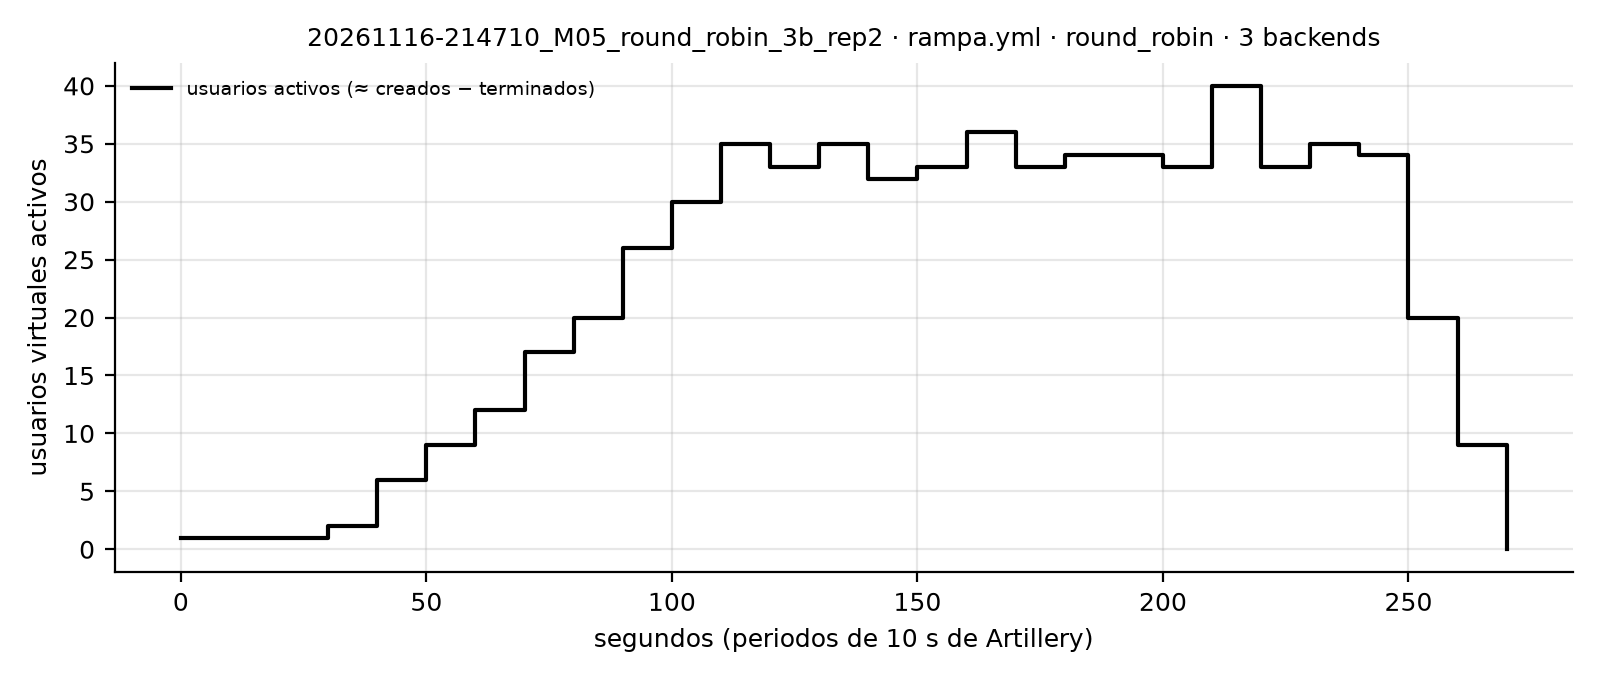 20261116-214710_M05_round_robin_3b_rep2 · rampa.yml · round_robin · 3 backends
usuarios activos (≈ creados − terminados)
usuarios virtuales activos
40
35
30
25
20
15
10
5
0
0 50 100 150 200 250
segundos (periodos de 10 s de Artillery)